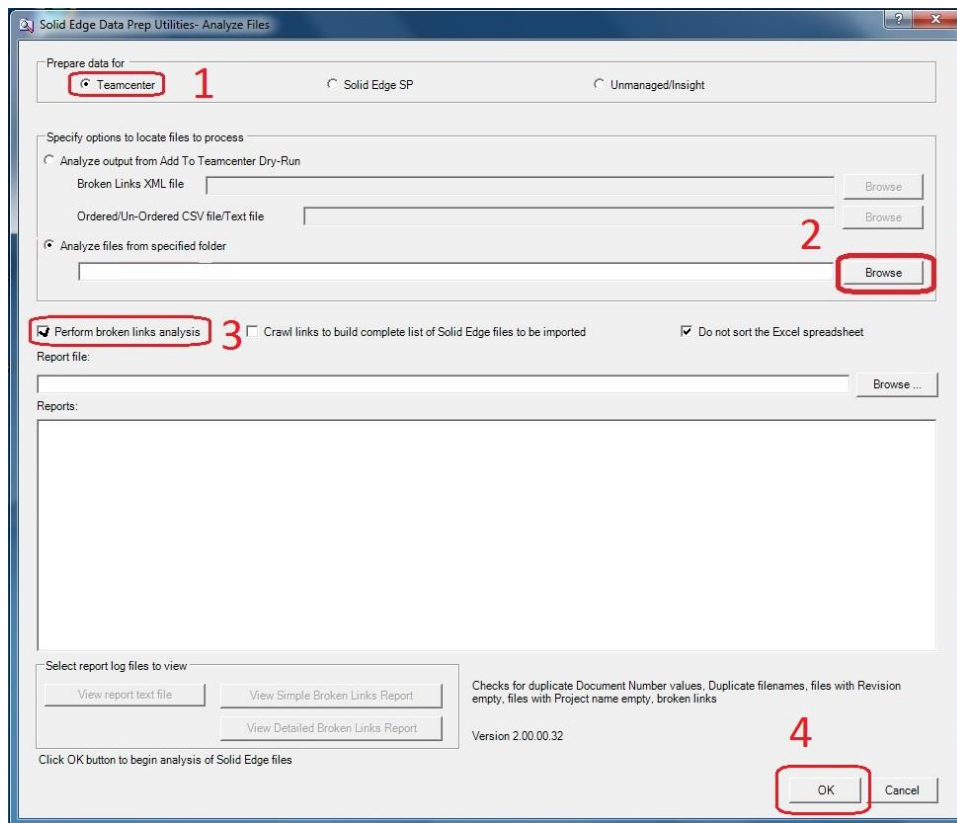 Solid Edge Data Prep Utilities- Analyze Files
Prepare data for
Teamcenter
1
Solid Edge SP
Unmanaged/Insight
Specify options to locate files to process
Analyze output from Add To Teamcenter Dry-Run
Broken Links XML file
Browse
Ordered/Un-Ordered CSV file/Text file
Browse
2
Analyze files from specified folder
Browse
Perform broken links analysis
3
Crawl links to build complete list of Solid Edge files to be imported
Do not sort the Excel spreadsheet
Report file:
Browse ...
Reports:
Select report log files to view
View report text file
View Simple Broken Links Report
View Detailed Broken Links Report
Checks for duplicate Document Number values, Duplicate filenames, files with Revision
empty, files with Project name empty, broken links
Version 2.00.00.32
4
Click OK button to begin analysis of Solid Edge files
OK
Cancel